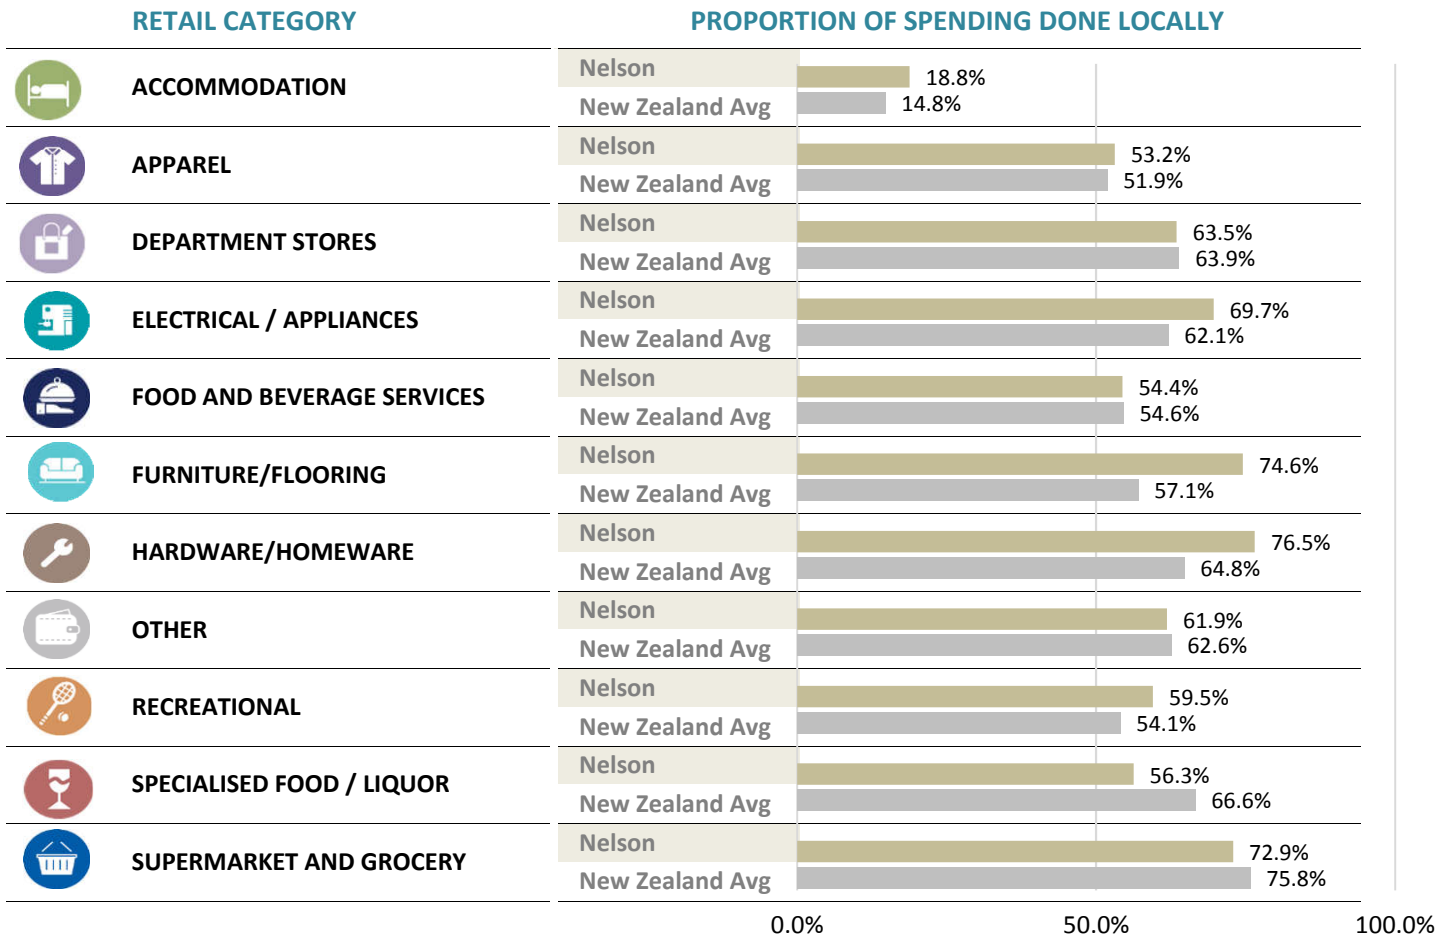 RETAIL CATEGORY PROPORTION OF SPENDING DONE LOCALLY
ACCOMMODATION
Nelson 18.8%
New Zealand Avg 14.8%
APPAREL
Nelson 53.2%
New Zealand Avg 51.9%
DEPARTMENT STORES
Nelson 63.5%
New Zealand Avg 63.9%
ELECTRICAL / APPLIANCES
Nelson 69.7%
New Zealand Avg 62.1%
FOOD AND BEVERAGE SERVICES
Nelson 54.4%
New Zealand Avg 54.6%
FURNITURE/FLOORING
Nelson 74.6%
New Zealand Avg 57.1%
HARDWARE/HOMEWARE
Nelson 76.5%
New Zealand Avg 64.8%
OTHER
Nelson 61.9%
New Zealand Avg 62.6%
RECREATIONAL
Nelson 59.5%
New Zealand Avg 54.1%
SPECIALISED FOOD / LIQUOR
Nelson 56.3%
New Zealand Avg 66.6%
SUPERMARKET AND GROCERY
Nelson 72.9%
New Zealand Avg 75.8%
0.0% 50.0% 100.0%